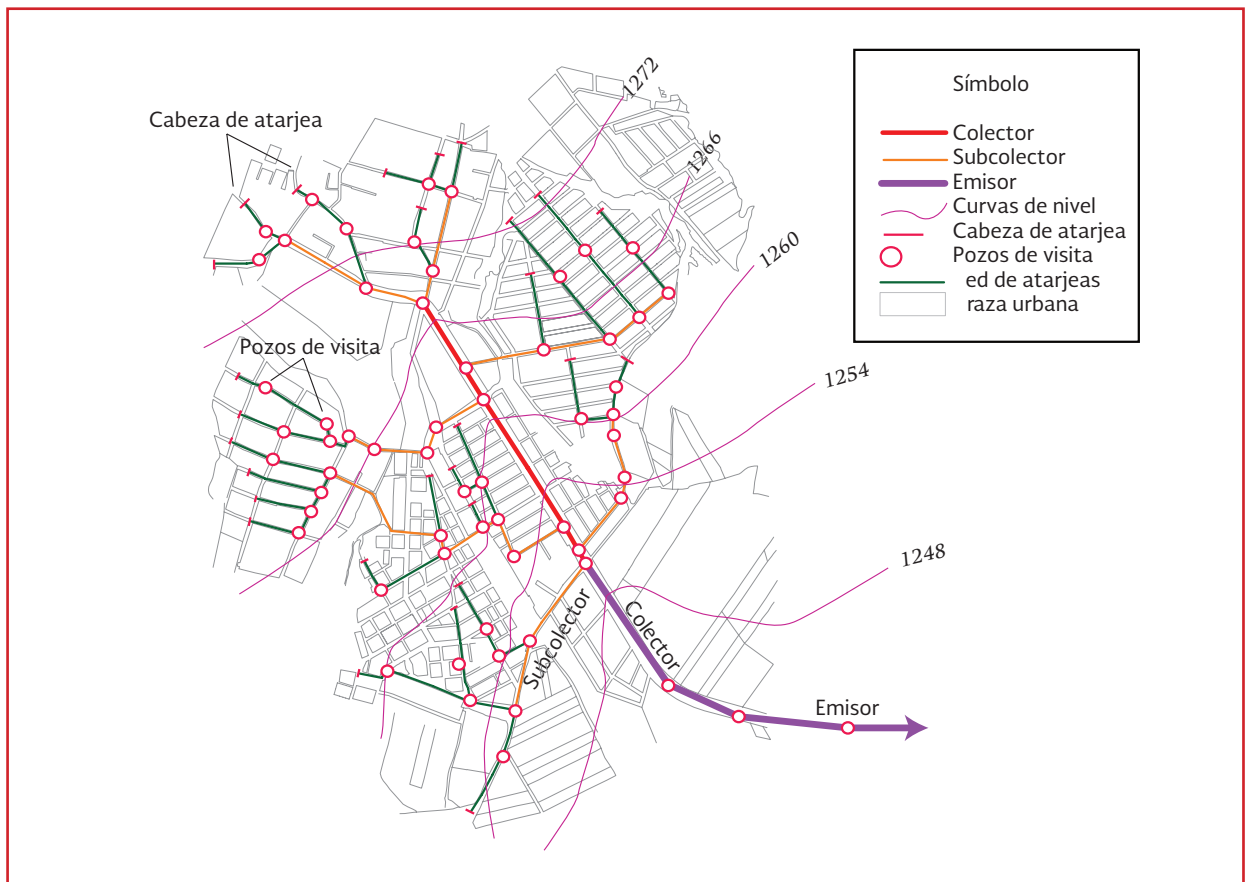 1272
Símbolo
Cabeza de atarjea
Colector
Subcolector
1266
Emisor
Curvas de nivel
Cabeza de atarjea
1260
Pozos de visita
ed de atarjeas
raza urbana
Pozos de visita
1254
1248
Subcolector
Colector
Emisor